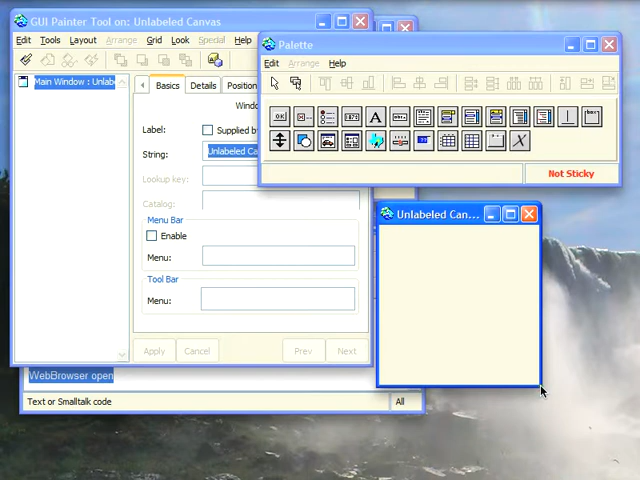 GUI Painter Tool on: Unlabeled Canvas
Edit Tools Layout Arrange Grid Look Special Help
Main Window : Unlab
Basics Details Position
Label:
String: Unlabeled Ca
Lookup key:
Catalog:
Menu Bar
Enable
Menu:
Tool Bar
Menu:
Apply Cancel Prev Next
WebBrowser open
Text or Smalltalk code All
Palette
Edit Arrange Help
OK
A
Not Sticky
Unlabeled Can...